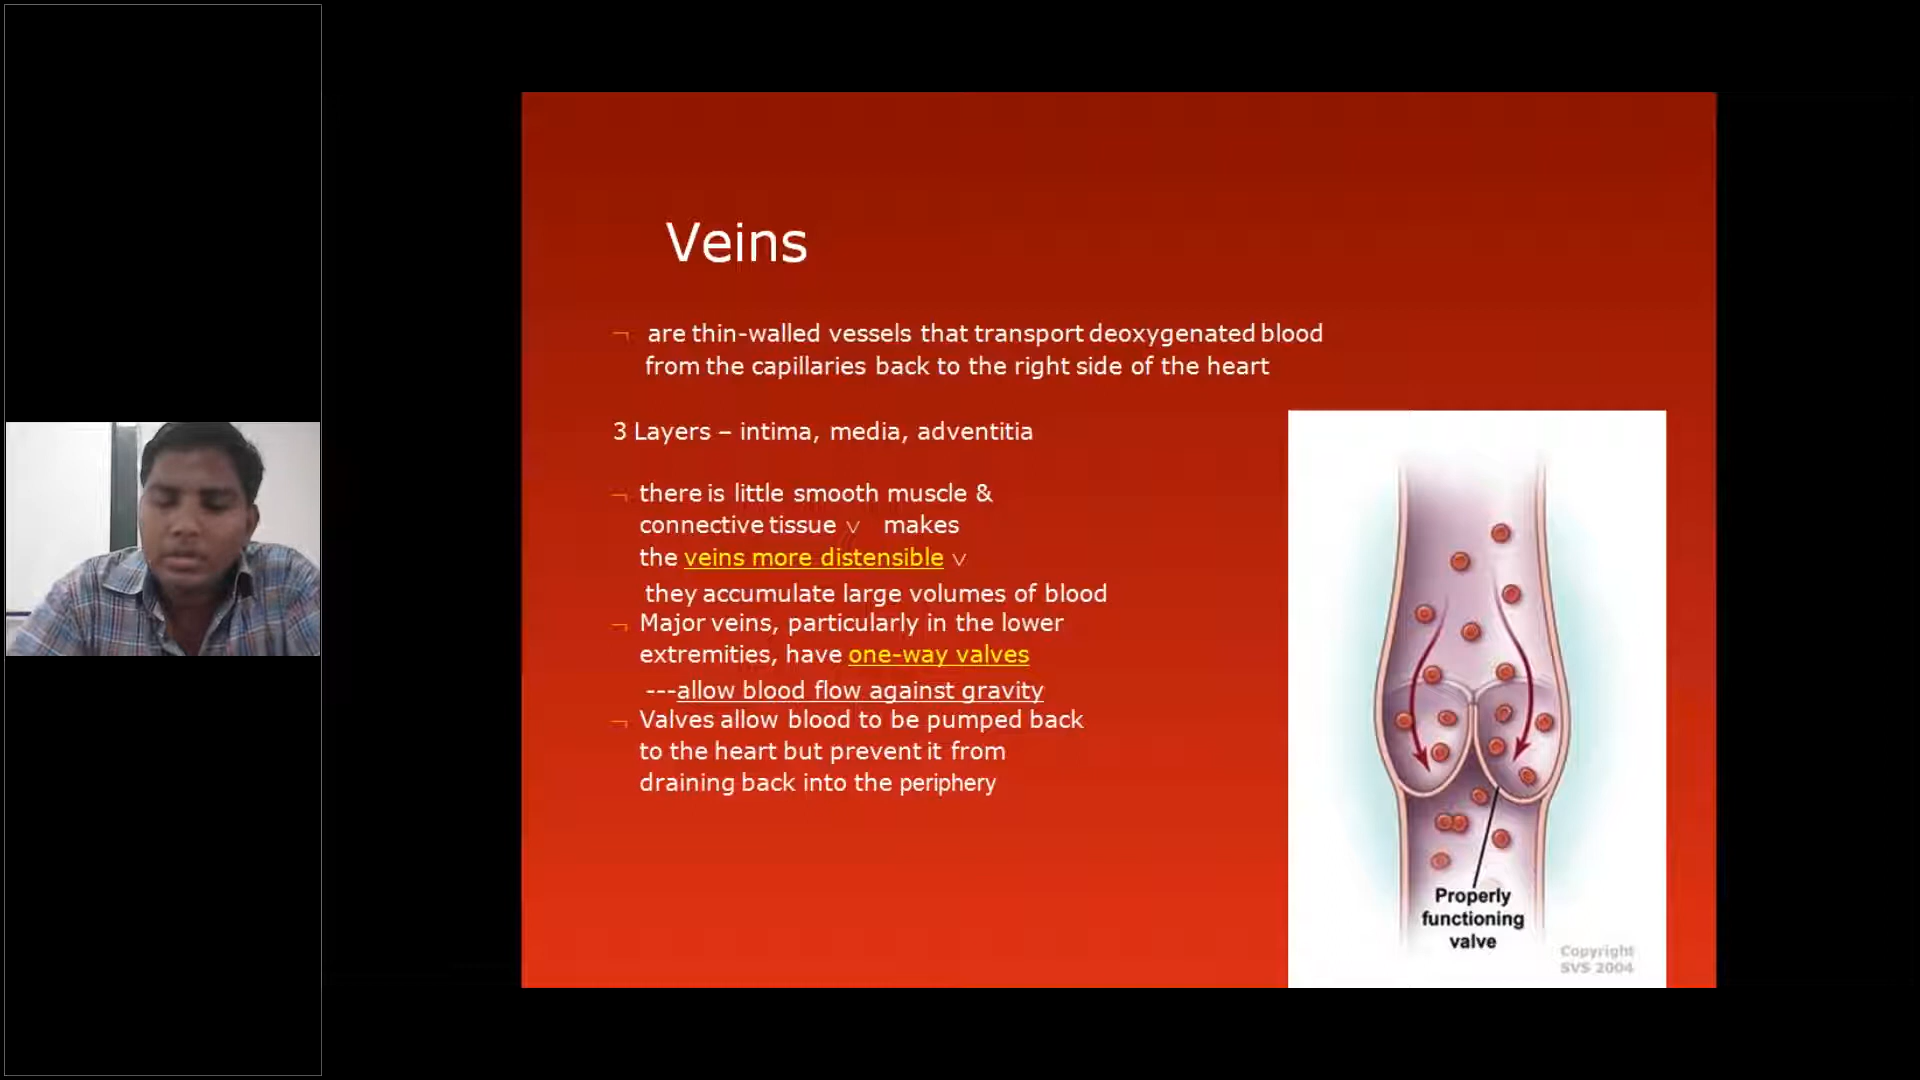 Veins
¬ are thin-walled vessels that transport deoxygenated blood
from the capillaries back to the right side of the heart
3 Layers – intima, media, adventitia
¬ there is little smooth muscle &
connective tissue ∨ makes
the veins more distensible ∨
they accumulate large volumes of blood
¬ Major veins, particularly in the lower
extremities, have one-way valves
---allow blood flow against gravity
¬ Valves allow blood to be pumped back
to the heart but prevent it from
draining back into the periphery
Properly
functioning
valve
Copyright
SVS 2004